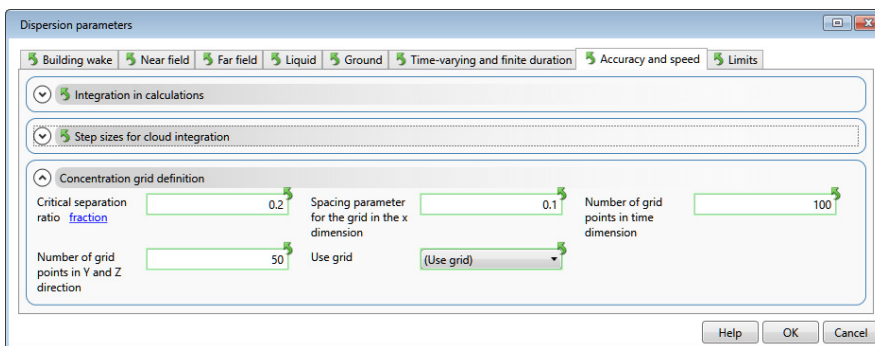 Dispersion parameters
Building wake Near field Far field Liquid Ground Time-varying and finite duration Accuracy and speed Limits
Integration in calculations
Step sizes for cloud integration
Concentration grid definition
Critical separation
ratio fraction
0.2
Spacing parameter
for the grid in the x
dimension
0.1
Number of grid
points in time
dimension
100
Number of grid
points in Y and Z
direction
50
Use grid
(Use grid)
Help OK Cancel